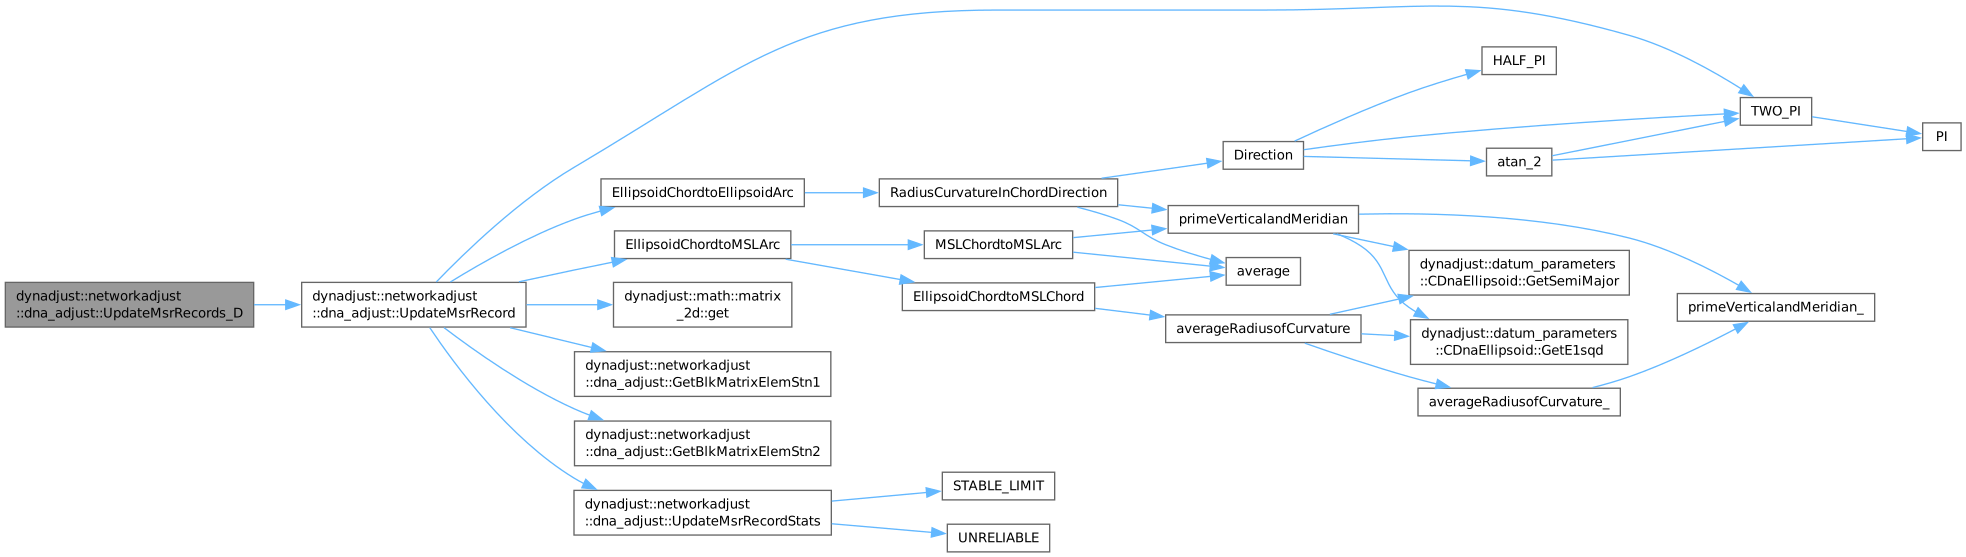 dynadjust::networkadjust
::dna_adjust::UpdateMsrRecords_D
dynadjust::networkadjust
::dna_adjust::UpdateMsrRecord
EllipsoidChordtoEllipsoidArc
EllipsoidChordtoMSLArc
dynadjust::math::matrix
_2d::get
dynadjust::networkadjust
::dna_adjust::GetBlkMatrixElemStn1
dynadjust::networkadjust
::dna_adjust::GetBlkMatrixElemStn2
dynadjust::networkadjust
::dna_adjust::UpdateMsrRecordStats
RadiusCurvatureInChordDirection
MSLChordtoMSLArc
EllipsoidChordtoMSLChord
STABLE_LIMIT
UNRELIABLE
Direction
primeVerticalandMeridian
average
averageRadiusofCurvature
HALF_PI
atan_2
dynadjust::datum_parameters
::CDnaEllipsoid::GetSemiMajor
dynadjust::datum_parameters
::CDnaEllipsoid::GetE1sqd
averageRadiusofCurvature_
TWO_PI
primeVerticalandMeridian_
PI